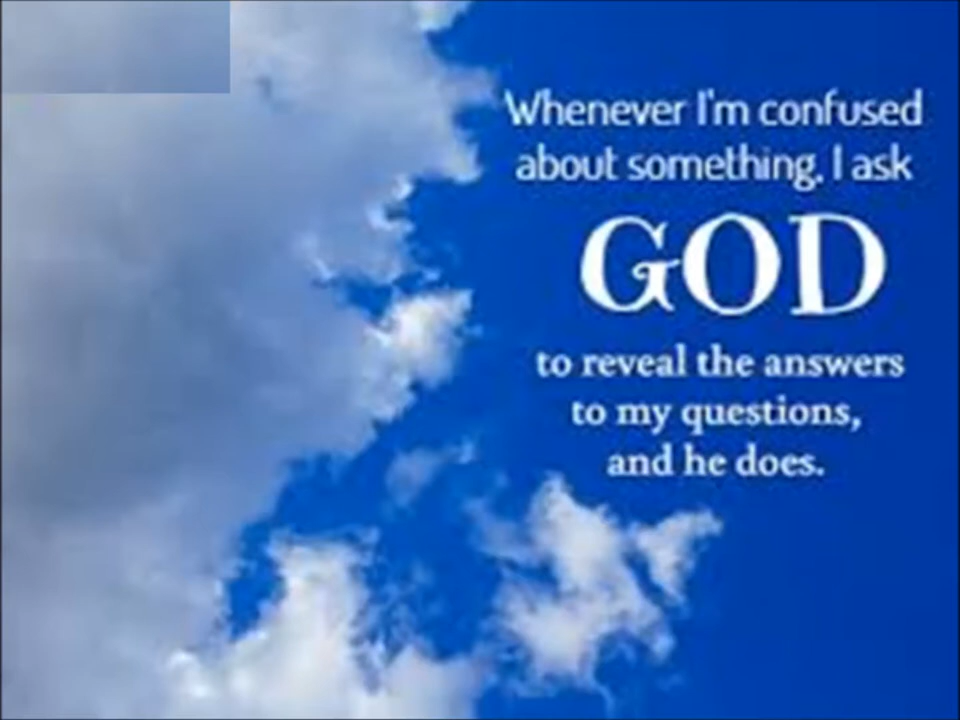 Whenever I'm confused
about something, I ask
GOD
to reveal the answers
to my questions,
and he does.